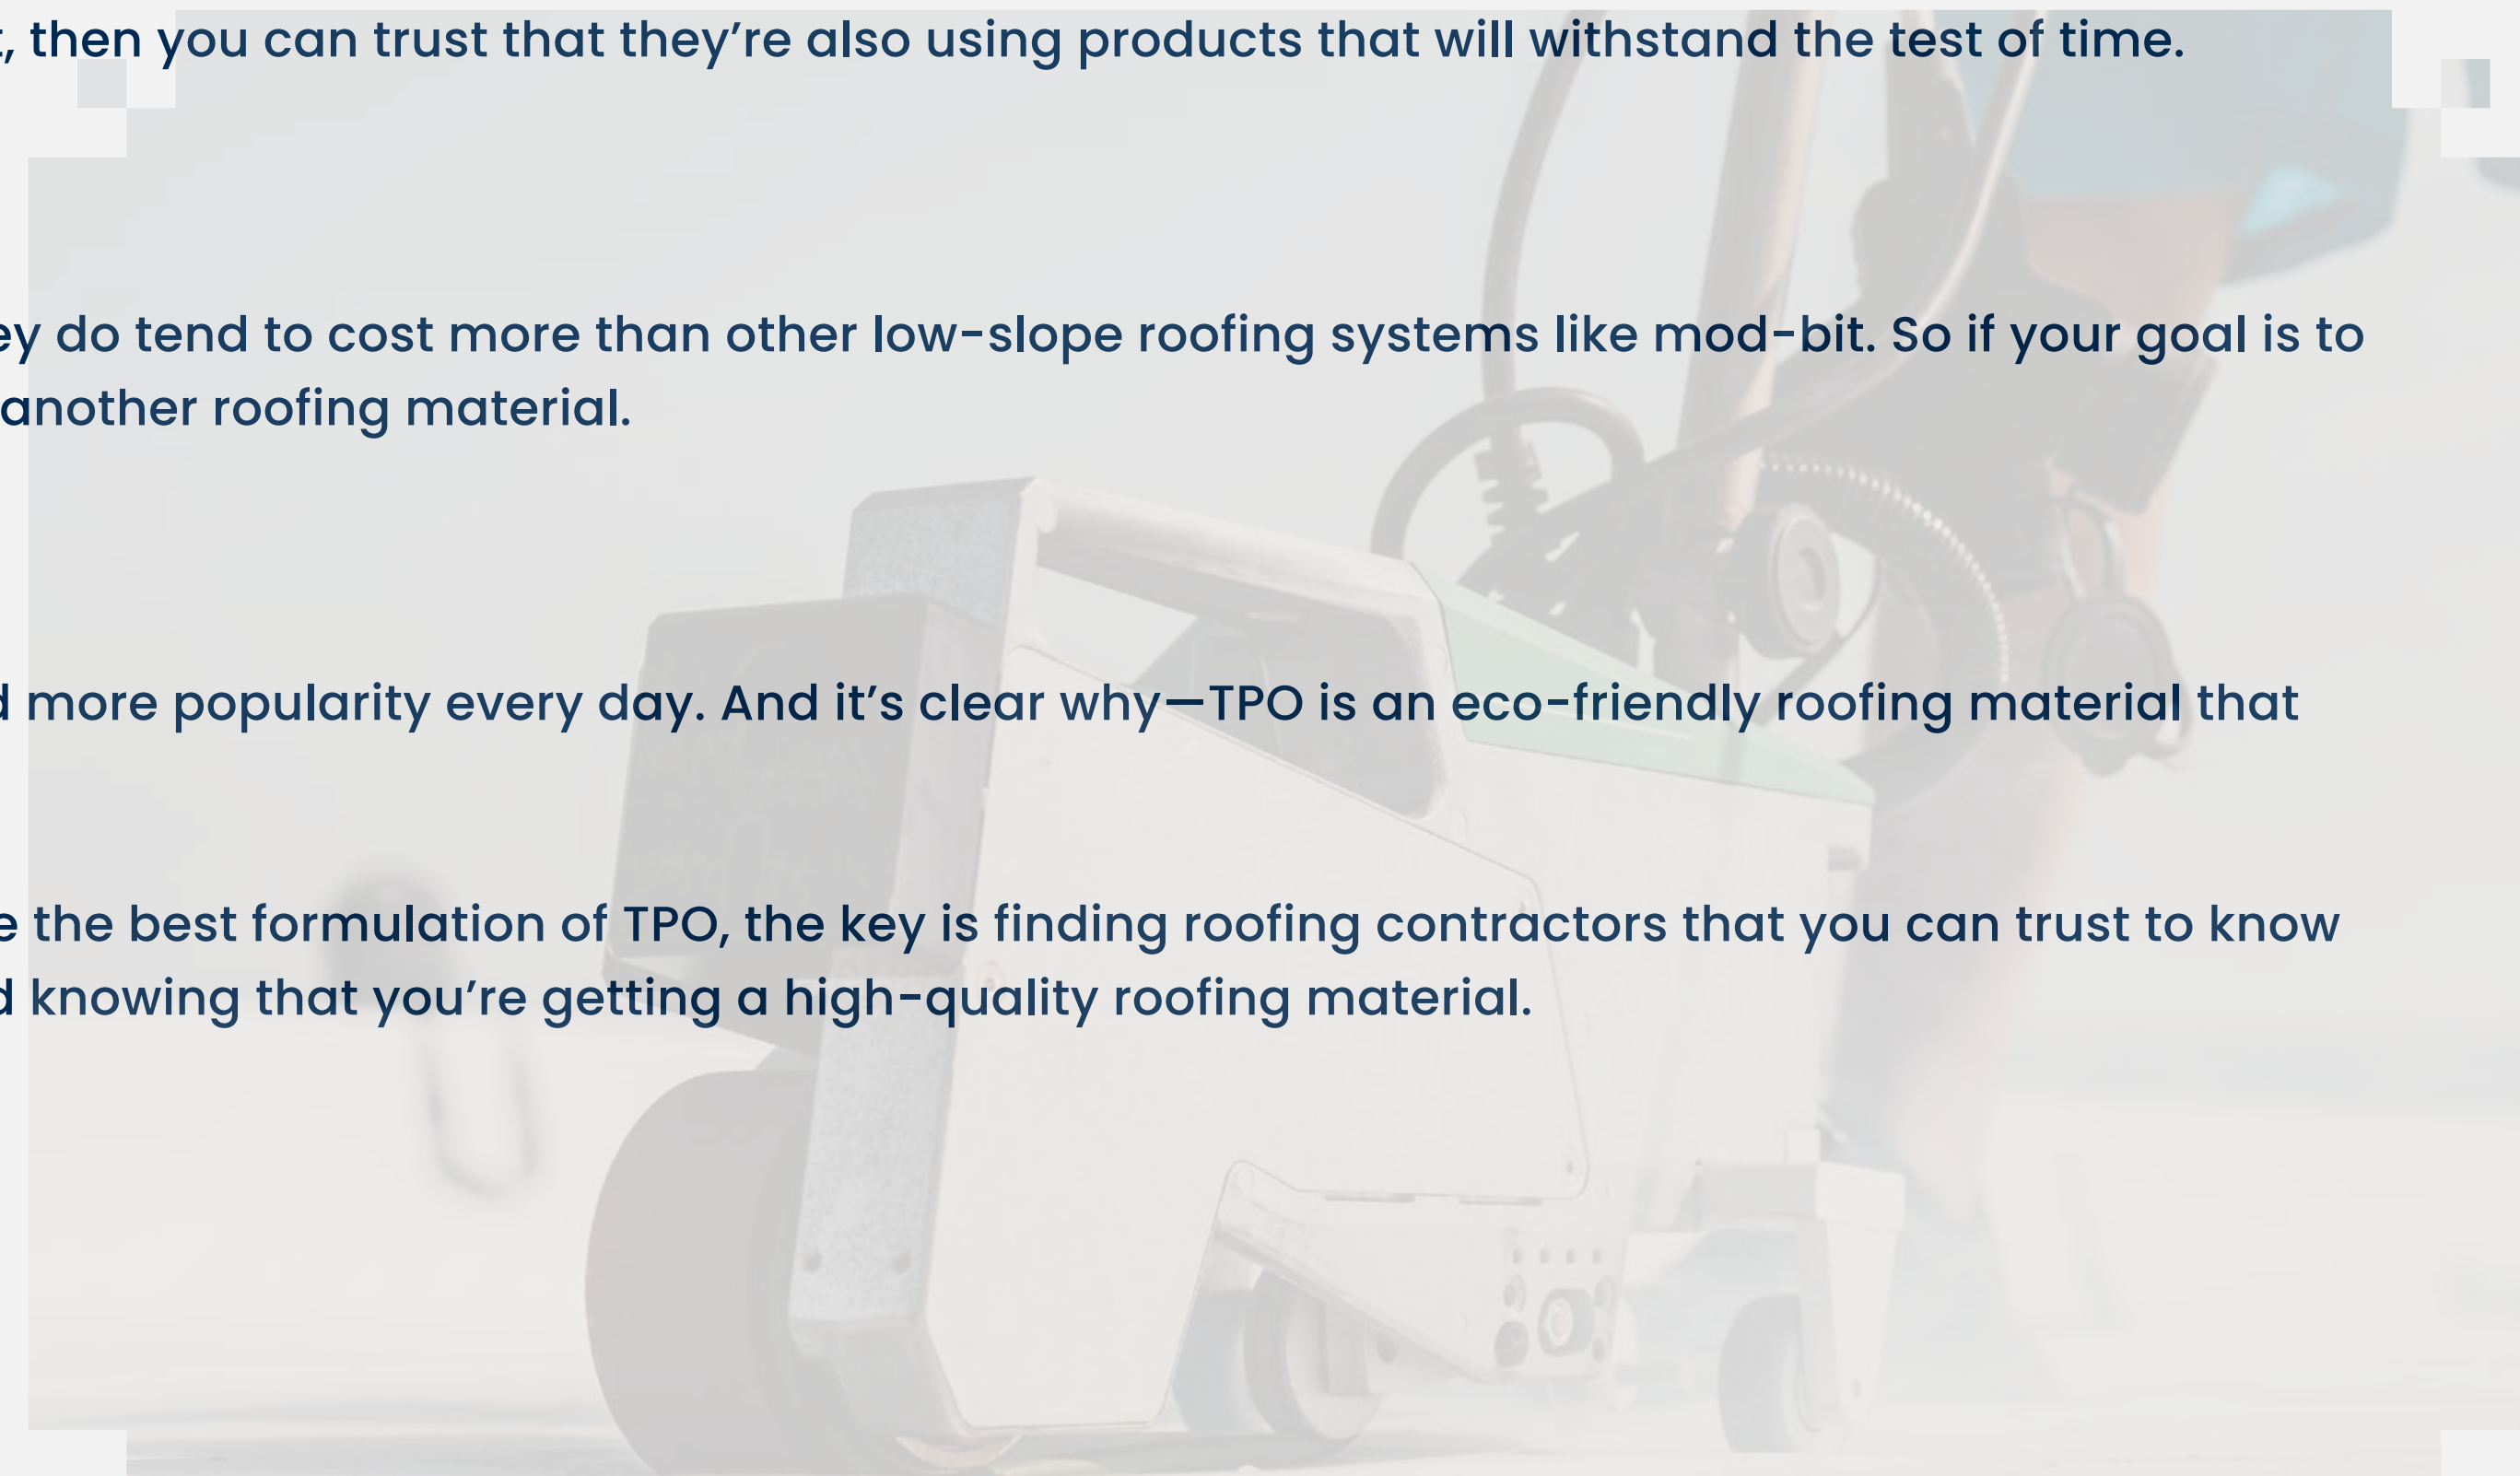 then you can trust that they’re also using products that will withstand the test of time.
do tend to cost more than other low-slope roofing systems like mod-bit. So if your goal is to
another roofing material.
more popularity every day. And it’s clear why—TPO is an eco-friendly roofing material that
the best formulation of TPO, the key is finding roofing contractors that you can trust to know
knowing that you’re getting a high-quality roofing material.